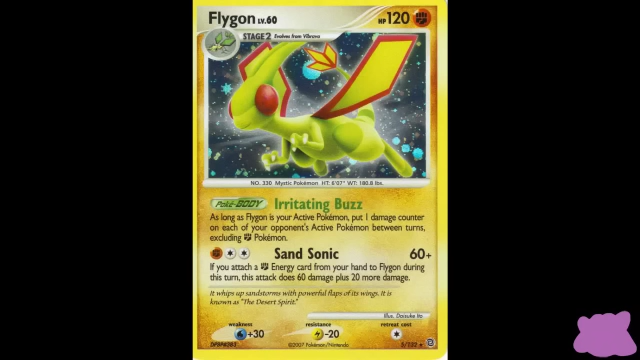 Flygon LV.60
HP 120
STAGE 2 Evolves from Vibrava
NO. 330 Mystic Pokémon HT: 6'07" WT: 180.8 lbs.
Poké-BODY Irritating Buzz
As long as Flygon is your Active Pokémon, put 1 damage counter
on each of your opponent's Active Pokémon between turns,
excluding Pokémon.
Sand Sonic 60+
If you attach a Energy card from your hand to Flygon during
this turn, this attack does 60 damage plus 20 more damage.
It whips up sandstorms with powerful flaps of its wings. It is
known as "The Desert Spirit."
Illus. Daisuke Ito
weakness resistance retreat cost
+30 -20
©2007 Pokémon/Nintendo 5/132